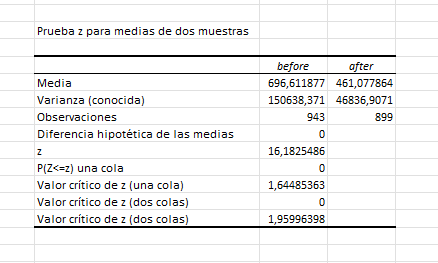 Prueba z para medias de dos muestras
before after
Media 696,611877 461,077864
Varianza (conocida) 150638,371 46836,9071
Observaciones 943 899
Diferencia hipotética de las medias 0
z 16,1825486
P(Z<=z) una cola 0
Valor crítico de z (una cola) 1,64485363
Valor crítico de z (dos colas) 0
Valor crítico de z (dos colas) 1,95996398